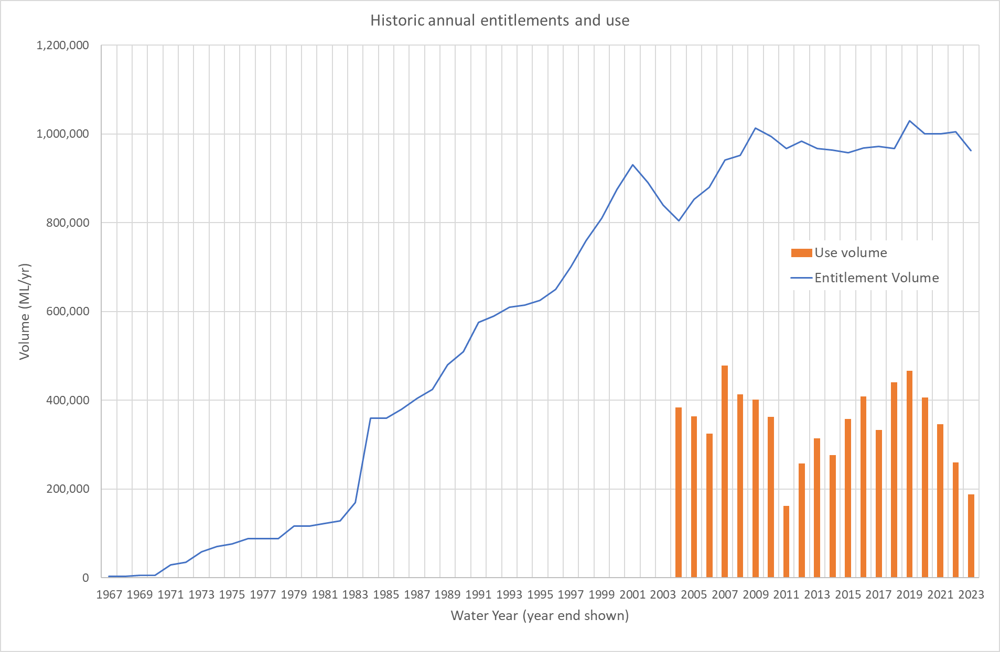 Historic annual entitlements and use
1,200,000
1,000,000
800,000
600,000
400,000
200,000
0
Volume (ML/yr)
Use volume
Entitlement Volume
1967 1969 1971 1973 1975 1977 1979 1981 1983 1985 1987 1989 1991 1993 1995 1997 1999 2001 2003 2005 2007 2009 2011 2013 2015 2017 2019 2021 2023
Water Year (year end shown)